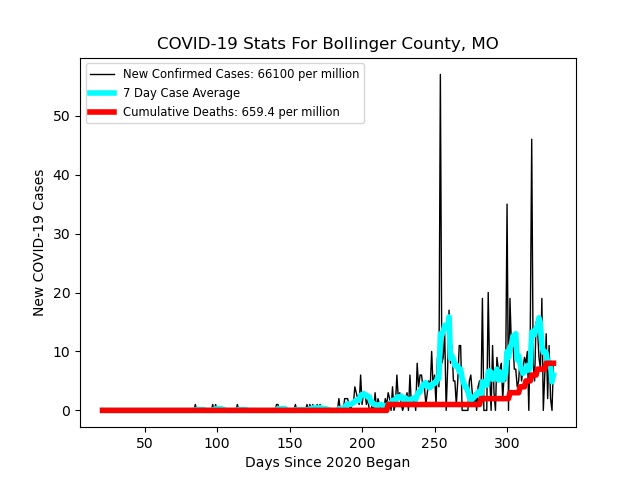 COVID-19 Stats For Bollinger County, MO
New Confirmed Cases: 66100 per million
7 Day Case Average
Cumulative Deaths: 659.4 per million
New COVID-19 Cases
50
40
30
20
10
0
50 100 150 200 250 300
Days Since 2020 Began